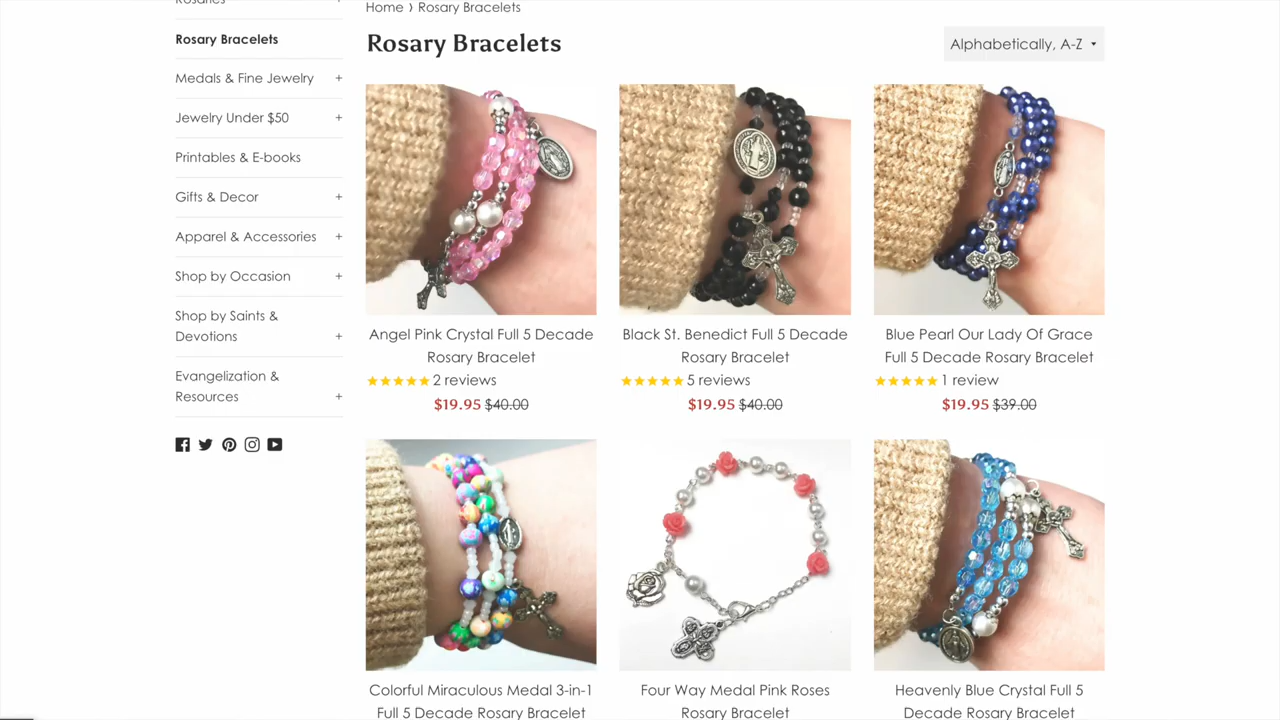 Rosaries
Home › Rosary Bracelets
Rosary Bracelets
Rosary Bracelets
Alphabetically, A-Z
Medals & Fine Jewelry +
Jewelry Under $50 +
Printables & E-books
Gifts & Decor +
Apparel & Accessories +
Shop by Occasion +
Shop by Saints &
Devotions +
Evangelization &
Resources +
Angel Pink Crystal Full 5 Decade
Rosary Bracelet
2 reviews
$19.95 $40.00
Black St. Benedict Full 5 Decade
Rosary Bracelet
5 reviews
$19.95 $40.00
Blue Pearl Our Lady Of Grace
Full 5 Decade Rosary Bracelet
1 review
$19.95 $39.00
Colorful Miraculous Medal 3-in-1
Full 5 Decade Rosary Bracelet
Four Way Medal Pink Roses
Rosary Bracelet
Heavenly Blue Crystal Full 5
Decade Rosary Bracelet